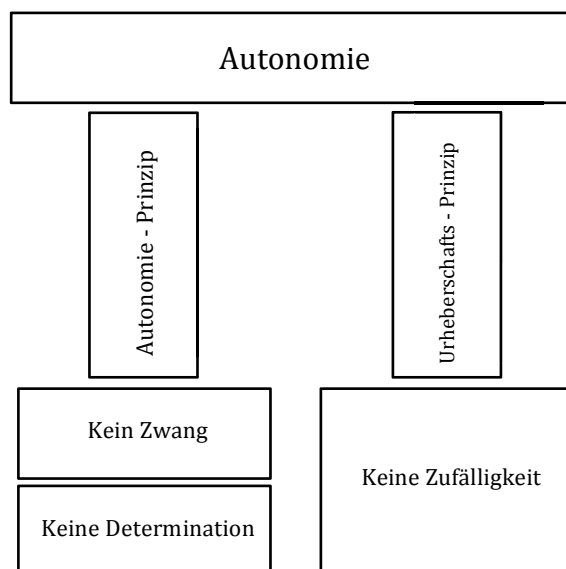 Autonomie
Autonomie - Prinzip
Urheberschafts - Prinzip
Kein Zwang
Keine Determination
Keine Zufälligkeit